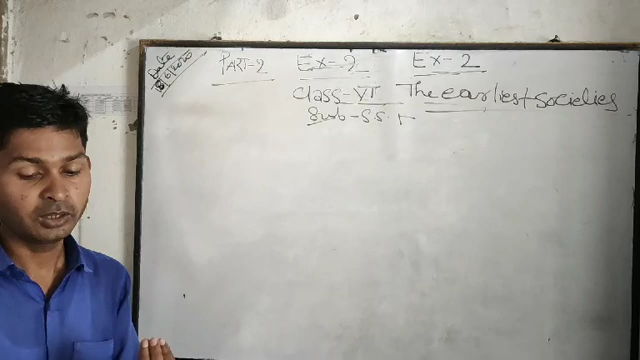 Date
PART-2 Ex-2 Ex-2
Class-VI The earliest societies
Sub-S.S.T